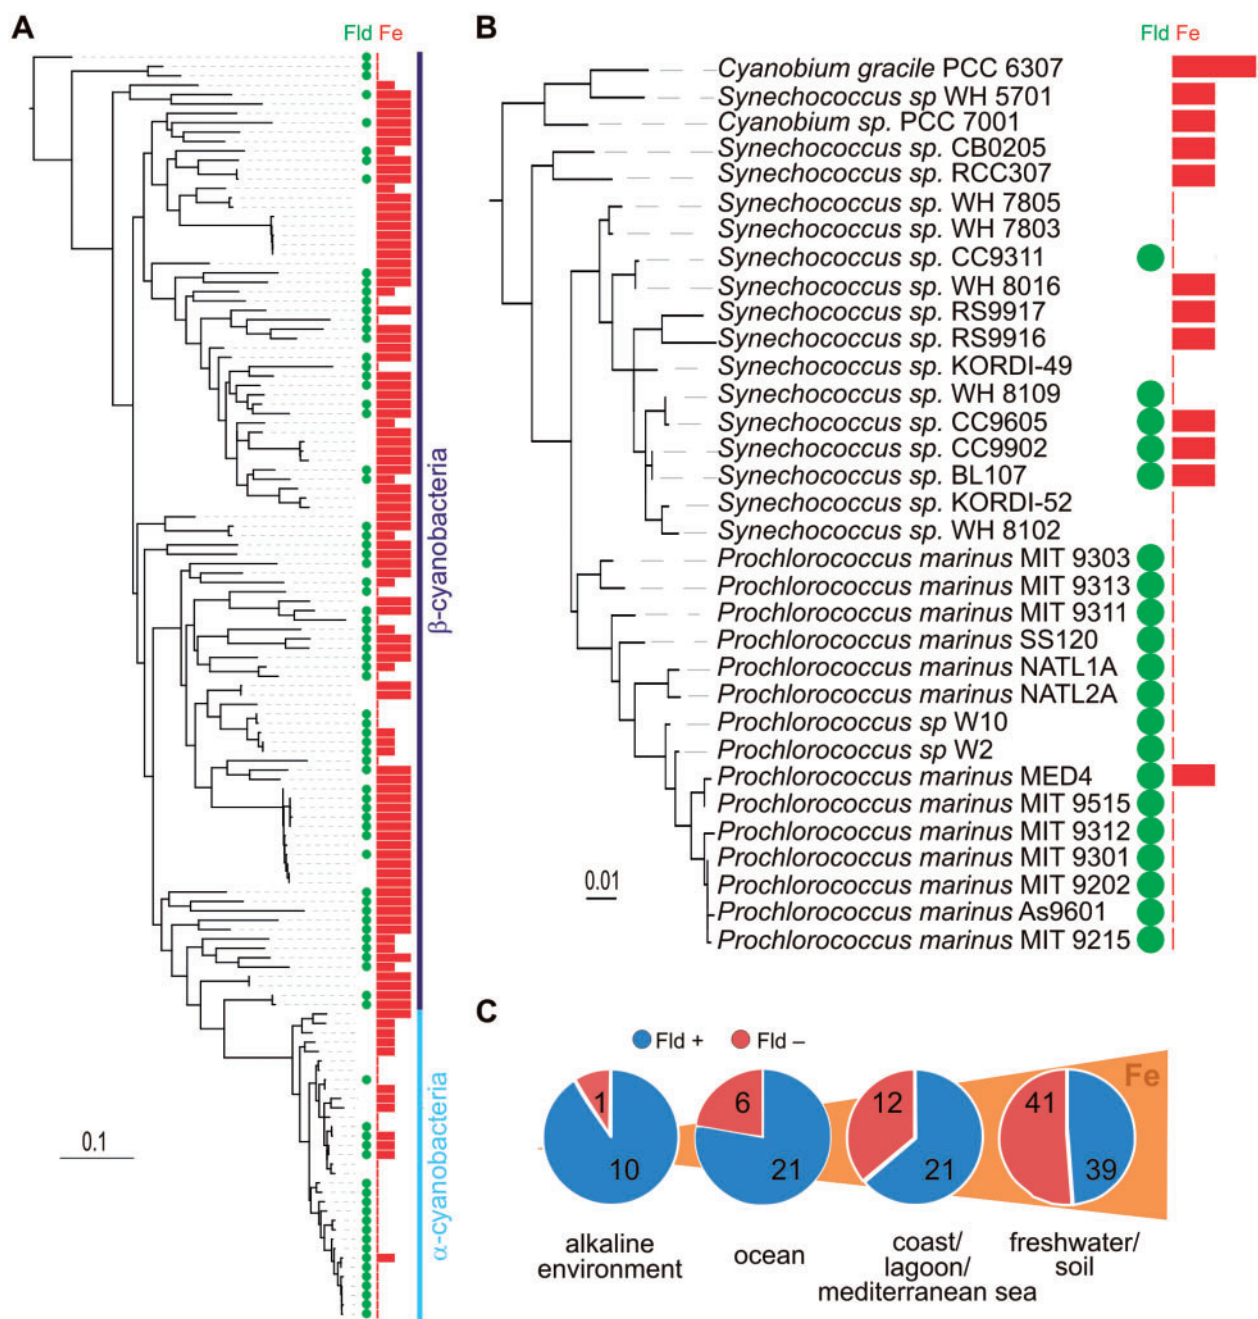 A
Fld Fe
β-cyanobacteria
α-cyanobacteria
0.1
B
Fld Fe
Cyanobium gracile PCC 6307
Synechococcus sp WH 5701
Cyanobium sp. PCC 7001
Synechococcus sp. CB0205
Synechococcus sp. RCC307
Synechococcus sp. WH 7805
Synechococcus sp. WH 7803
Synechococcus sp. CC9311
Synechococcus sp. WH 8016
Synechococcus sp. RS9917
Synechococcus sp. RS9916
Synechococcus sp. KORDI-49
Synechococcus sp. WH 8109
Synechococcus sp. CC9605
Synechococcus sp. CC9902
Synechococcus sp. BL107
Synechococcus sp. KORDI-52
Synechococcus sp. WH 8102
Prochlorococcus marinus MIT 9303
Prochlorococcus marinus MIT 9313
Prochlorococcus marinus MIT 9311
Prochlorococcus marinus SS120
Prochlorococcus marinus NATL1A
Prochlorococcus marinus NATL2A
Prochlorococcus sp W10
Prochlorococcus sp W2
Prochlorococcus marinus MED4
Prochlorococcus marinus MIT 9515
Prochlorococcus marinus MIT 9312
Prochlorococcus marinus MIT 9301
Prochlorococcus marinus MIT 9202
Prochlorococcus marinus As9601
Prochlorococcus marinus MIT 9215
0.01
C
Fld + Fld –
Fe
1 6 12 41
10 21 21 39
alkaline
environment
ocean
coast/
lagoon/
mediterranean sea
freshwater/
soil